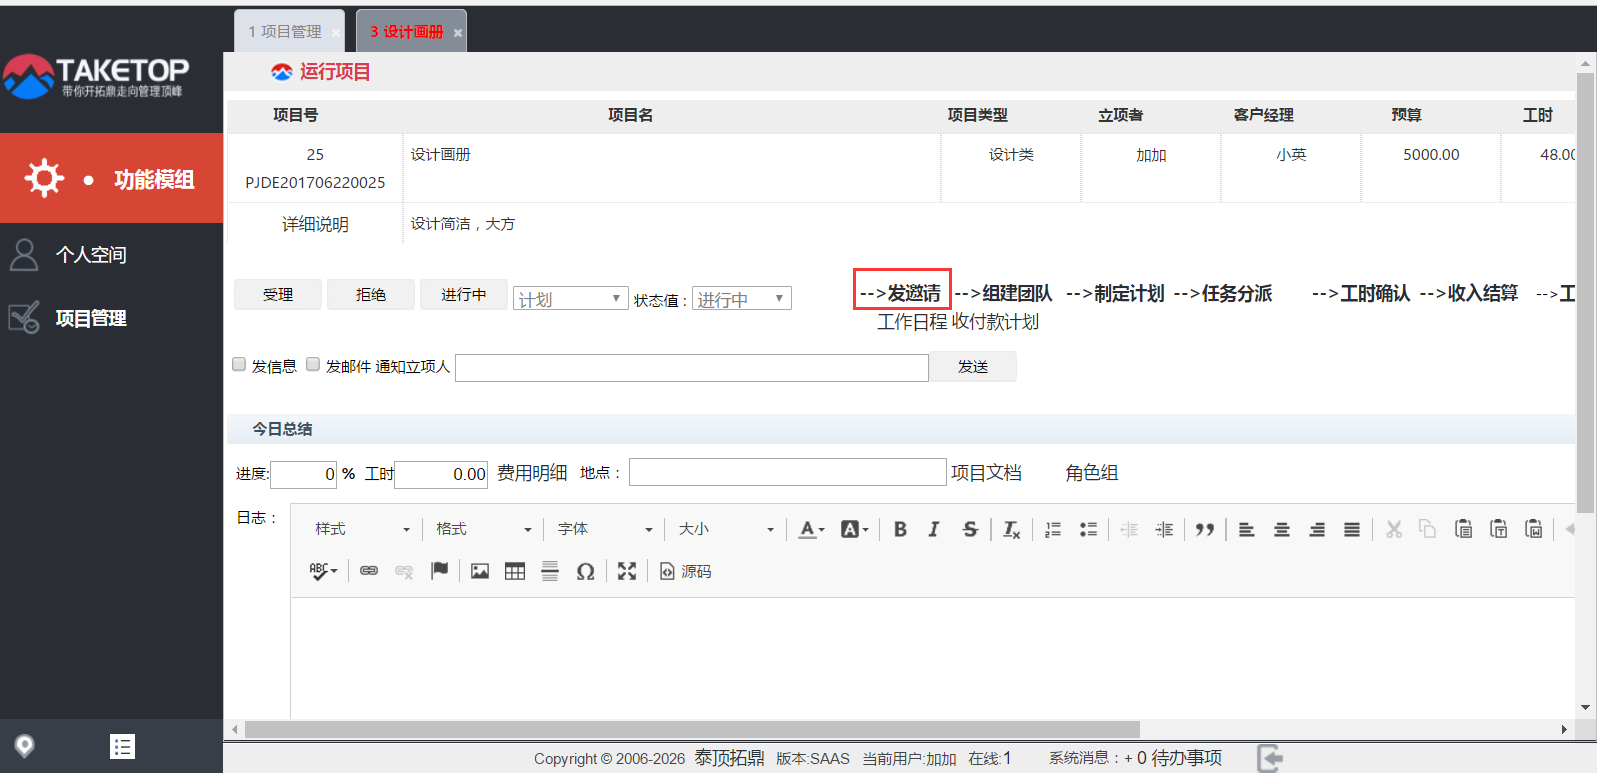 1 项目管理 × 3 设计画册 ×
TAKETOP
带你开拓鼎走向管理顶峰
功能模组
个人空间
项目管理
运行项目
项目号 项目名 项目类型 立项者 客户经理 预算 工时
25 设计画册 设计类 加加 小英 5000.00 48.00
PJDE201706220025
详细说明 设计简洁，大方
受理 拒绝 进行中 计划 状态值： 进行中 -->发邀请 -->组建团队 -->制定计划 -->任务分派 -->工时确认 -->收入结算 -->工
工作日程 收付款计划
发信息 发邮件 通知立项人 发送
今日总结
进度: 0 % 工时 0.00 费用明细 地点： 项目文档 角色组
日志： 样式 格式 字体 大小 A A B I S Ix
ABC Ω 源码
Copyright © 2006-2026 泰顶拓鼎 版本:SAAS 当前用户:加加 在线:1 系统消息：+ 0 待办事项